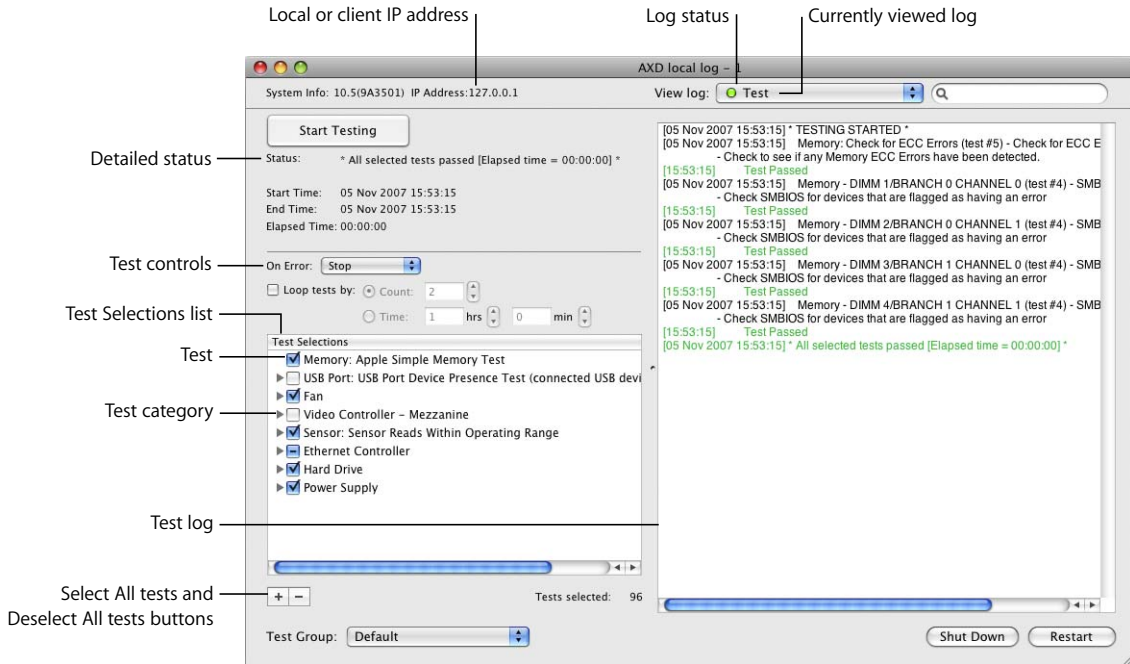 Local or client IP address
Log status
Currently viewed log
AXD local log – 1
System Info: 10.5(9A3501) IP Address:127.0.0.1
View log: Test
Start Testing
Detailed status
Status: * All selected tests passed [Elapsed time = 00:00:00] *
Start Time: 05 Nov 2007 15:53:15
End Time: 05 Nov 2007 15:53:15
Elapsed Time: 00:00:00
Test controls
On Error: Stop
Loop tests by: Count: 2
Time: 1 hrs 0 min
Test Selections list
Test Selections
Test
Memory: Apple Simple Memory Test
USB Port: USB Port Device Presence Test (connected USB devi
Fan
Test category
Video Controller – Mezzanine
Sensor: Sensor Reads Within Operating Range
Ethernet Controller
Hard Drive
Power Supply
Test log
Select All tests and
Deselect All tests buttons
+ −
Tests selected: 96
Test Group: Default
[05 Nov 2007 15:53:15] * TESTING STARTED *
[05 Nov 2007 15:53:15] Memory: Check for ECC Errors (test #5) - Check for ECC E
- Check to see if any Memory ECC Errors have been detected.
[15:53:15] Test Passed
[05 Nov 2007 15:53:15] Memory - DIMM 1/BRANCH 0 CHANNEL 0 (test #4) - SMB
- Check SMBIOS for devices that are flagged as having an error
[15:53:15] Test Passed
[05 Nov 2007 15:53:15] Memory - DIMM 2/BRANCH 0 CHANNEL 1 (test #4) - SMB
- Check SMBIOS for devices that are flagged as having an error
[15:53:15] Test Passed
[05 Nov 2007 15:53:15] Memory - DIMM 3/BRANCH 1 CHANNEL 0 (test #4) - SMB
- Check SMBIOS for devices that are flagged as having an error
[15:53:15] Test Passed
[05 Nov 2007 15:53:15] Memory - DIMM 4/BRANCH 1 CHANNEL 1 (test #4) - SMB
- Check SMBIOS for devices that are flagged as having an error
[15:53:15] Test Passed
[05 Nov 2007 15:53:15] * All selected tests passed [Elapsed time = 00:00:00] *
Shut Down
Restart